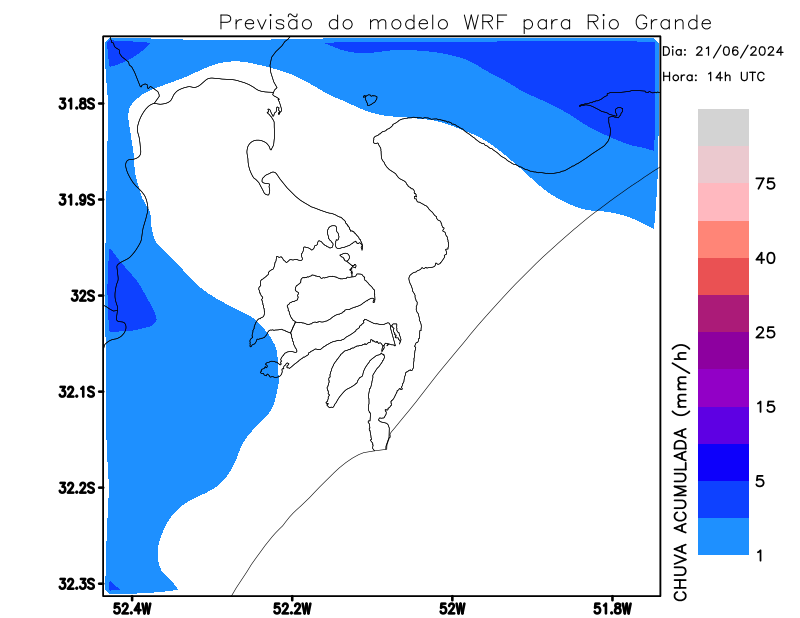 Previsão do modelo WRF para Rio Grande
Dia: 21/06/2024
Hora: 14h UTC
31.8S
31.9S
32S
32.1S
32.2S
32.3S
52.4W
52.2W
52W
51.8W
75
40
25
15
5
1
CHUVA ACUMULADA (mm/h)